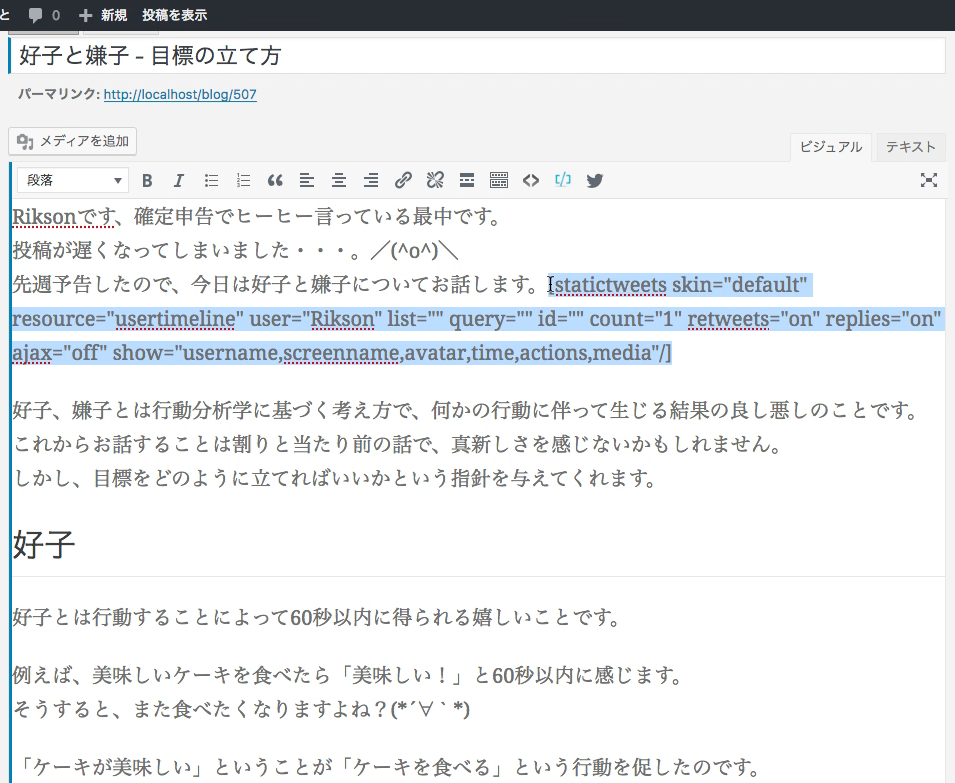 と 0 新規 投稿を表示
好子と嫌子 – 目標の立て方
パーマリンク: http://localhost/blog/507
メディアを追加
ビジュアル テキスト
段落 B I
Riksonです、確定申告でヒーヒー言っている最中です。
投稿が遅くなってしまいました・・・。／(^o^)＼
先週予告したので、今日は好子と嫌子についてお話します。[statictweets skin="default"
resource="usertimeline" user="Rikson" list="" query="" id="" count="1" retweets="on" replies="on"
ajax="off" show="username,screenname,avatar,time,actions,media"/]
好子、嫌子とは行動分析学に基づく考え方で、何かの行動に伴って生じる結果の良し悪しのことです。
これからお話することは割りと当たり前の話で、真新しさを感じないかもしれません。
しかし、目標をどのように立てればいいかという指針を与えてくれます。
好子
好子とは行動することによって60秒以内に得られる嬉しいことです。
例えば、美味しいケーキを食べたら「美味しい！」と60秒以内に感じます。
そうすると、また食べたくなりますよね？(*´∀｀*)
「ケーキが美味しい」ということが「ケーキを食べる」という行動を促したのです。